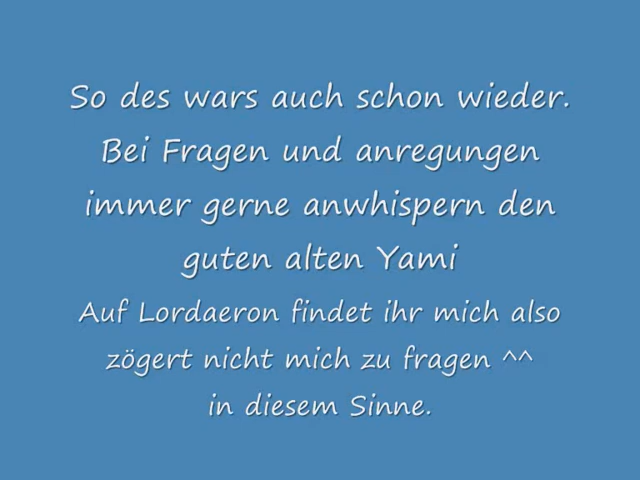 So des wars auch schon wieder.
Bei Fragen und anregungen
immer gerne anwhispern den
guten alten Yami
Auf Lordaeron findet ihr mich also
zögert nicht mich zu fragen ^^
in diesem Sinne.